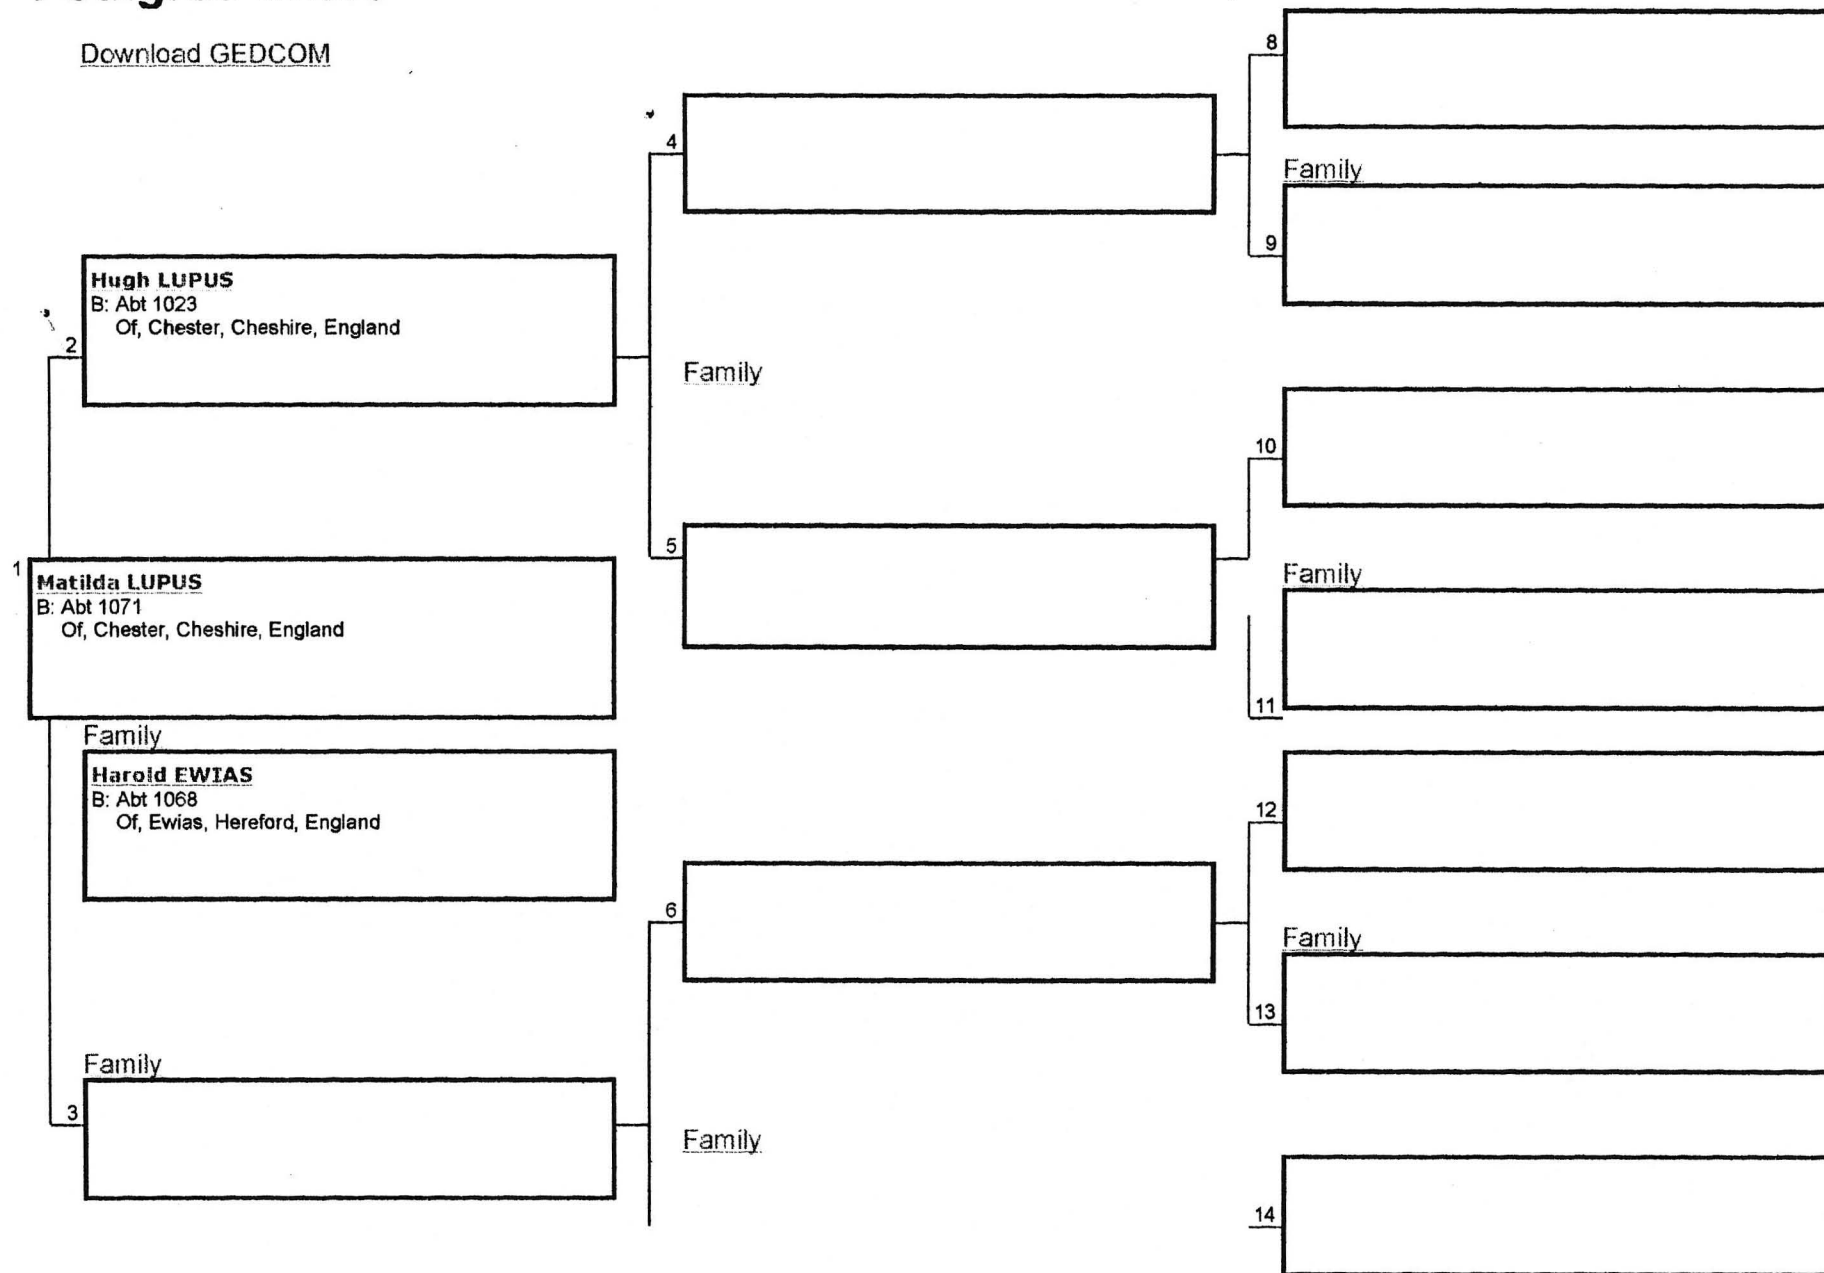 Download GEDCOM
8
4
Family
9
Hugh LUPUS
B: Abt 1023
Of, Chester, Cheshire, England
2
Family
10
5
1
Matilda LUPUS
B: Abt 1071
Of, Chester, Cheshire, England
Family
11
Family
Harold EWIAS
B: Abt 1068
Of, Ewias, Hereford, England
12
6
Family
13
Family
3
Family
14